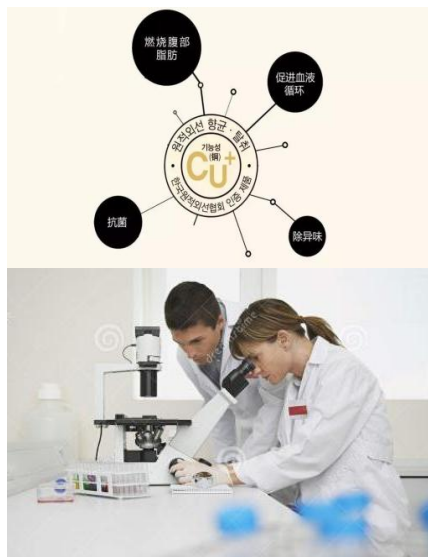 燃烧腹部
脂肪
促进血液
循环
원적외선 항균 · 탈취
기능성
(銅)
Cu+
한국원적외선협회 인증 제품
抗菌
除异味
dreamstime